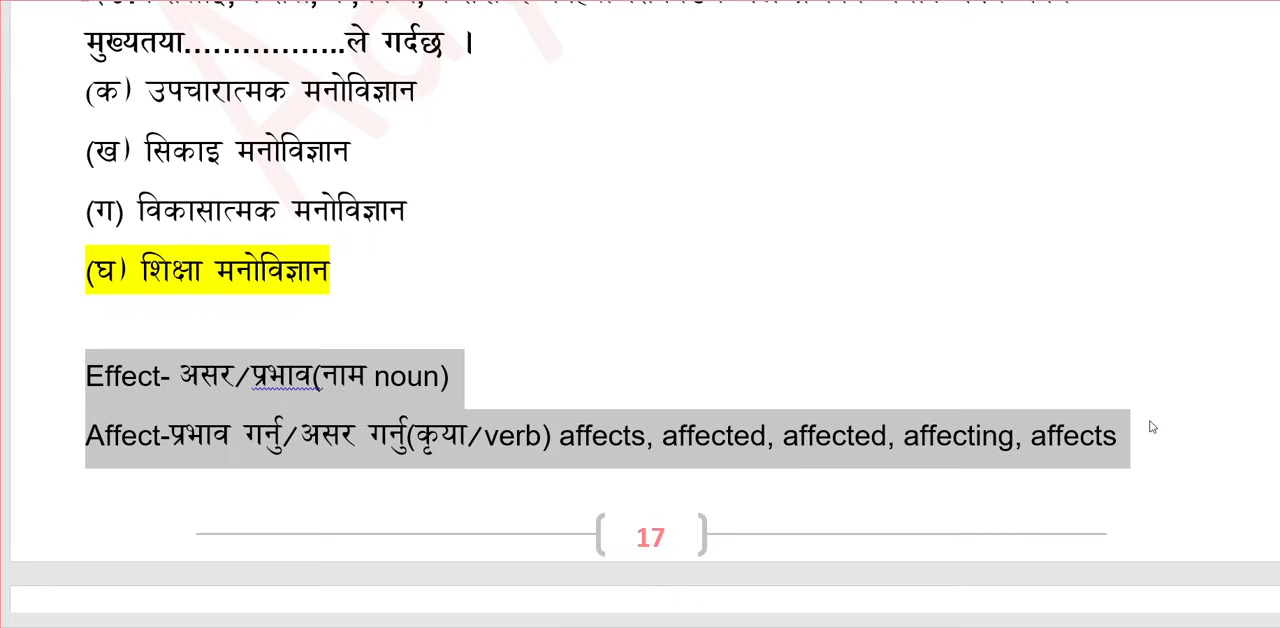 मुख्यतया………………..ले गर्दछ ।
(क) उपचारात्मक मनोविज्ञान
(ख) सिकाइ मनोविज्ञान
(ग) विकासात्मक मनोविज्ञान
(घ) शिक्षा मनोविज्ञान
Effect- असर/प्रभाव(नाम noun)
Affect-प्रभाव गर्नु/असर गर्नु(कृया/verb) affects, affected, affected, affecting, affects
17